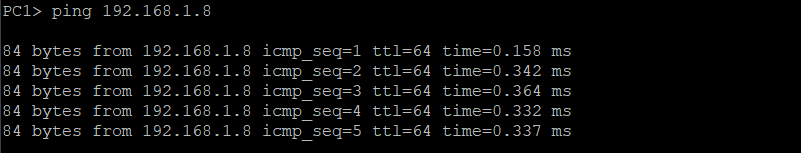 PC1> ping 192.168.1.8
84 bytes from 192.168.1.8 icmp_seq=1 ttl=64 time=0.158 ms
84 bytes from 192.168.1.8 icmp_seq=2 ttl=64 time=0.342 ms
84 bytes from 192.168.1.8 icmp_seq=3 ttl=64 time=0.364 ms
84 bytes from 192.168.1.8 icmp_seq=4 ttl=64 time=0.332 ms
84 bytes from 192.168.1.8 icmp_seq=5 ttl=64 time=0.337 ms